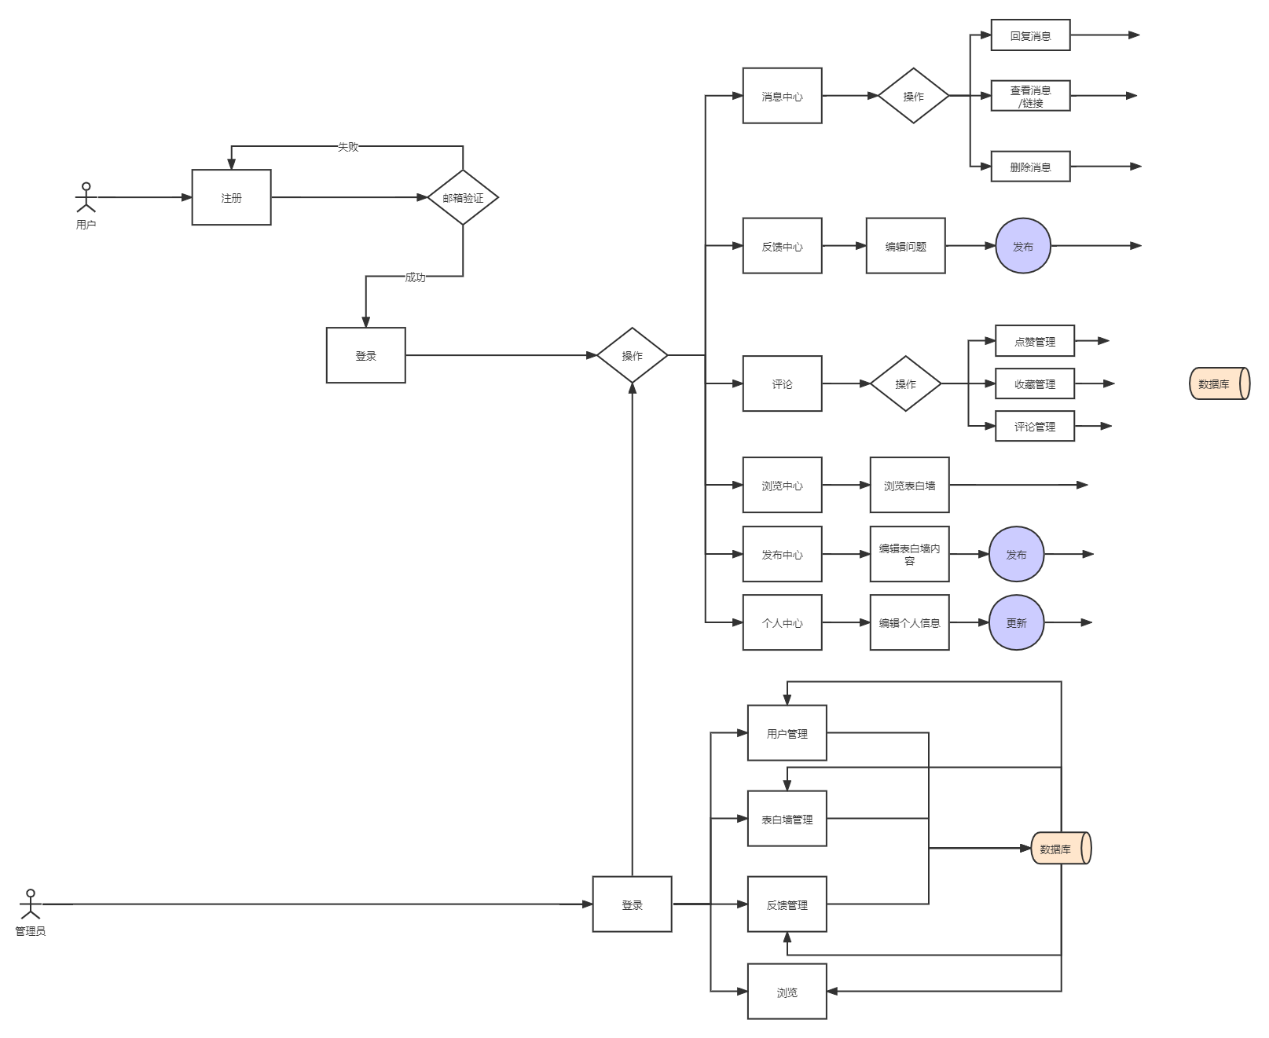 回复消息
消息中心
操作
查看消息
/链接
删除消息
失败
用户
注册
邮箱验证
反馈中心
编辑问题
发布
成功
登录
操作
评论
操作
点赞管理
收藏管理
评论管理
数据库
浏览中心
浏览表白墙
发布中心
编辑表白墙内
容
发布
个人中心
编辑个人信息
更新
用户管理
表白墙管理
数据库
管理员
登录
反馈管理
浏览